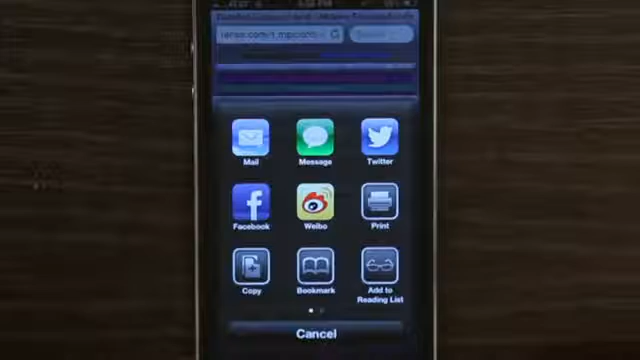 Mail
Message
Twitter
Facebook
Weibo
Print
Copy
Bookmark
Add to
Reading List
Cancel